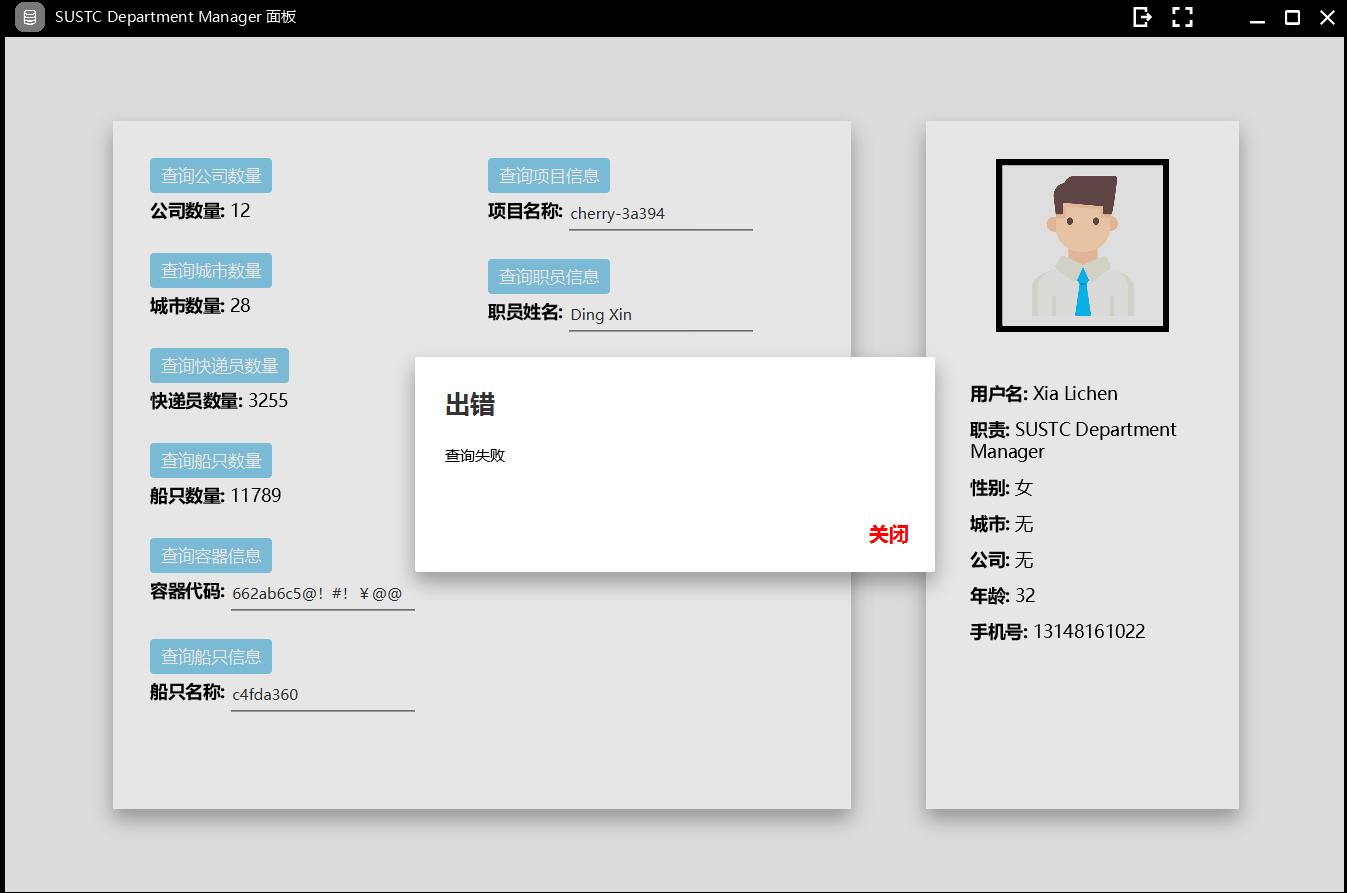 SUSTC Department Manager 面板
查询公司数量
公司数量: 12
查询城市数量
城市数量: 28
查询快递员数量
快递员数量: 3255
查询船只数量
船只数量: 11789
查询容器信息
容器代码: 662ab6c5@！#！￥@@
查询船只信息
船只名称: c4fda360
查询项目信息
项目名称: cherry-3a394
查询职员信息
职员姓名: Ding Xin
出错
查询失败
关闭
用户名: Xia Lichen
职责: SUSTC Department
Manager
性别: 女
城市: 无
公司: 无
年龄: 32
手机号: 13148161022